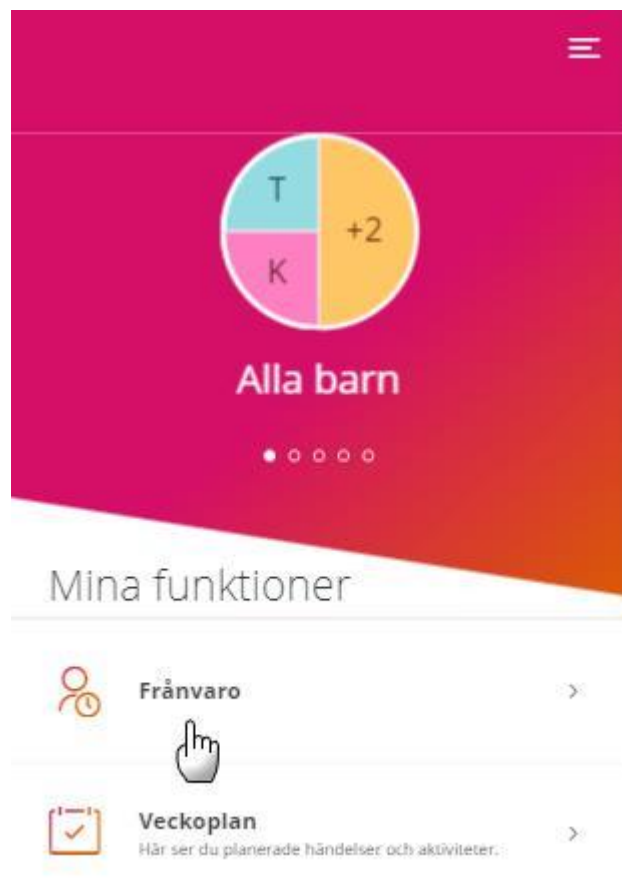 T
+2
K
Alla barn
Mina funktioner
Frånvaro
Veckoplan
Här ser du planerade händelser och aktiviteter.